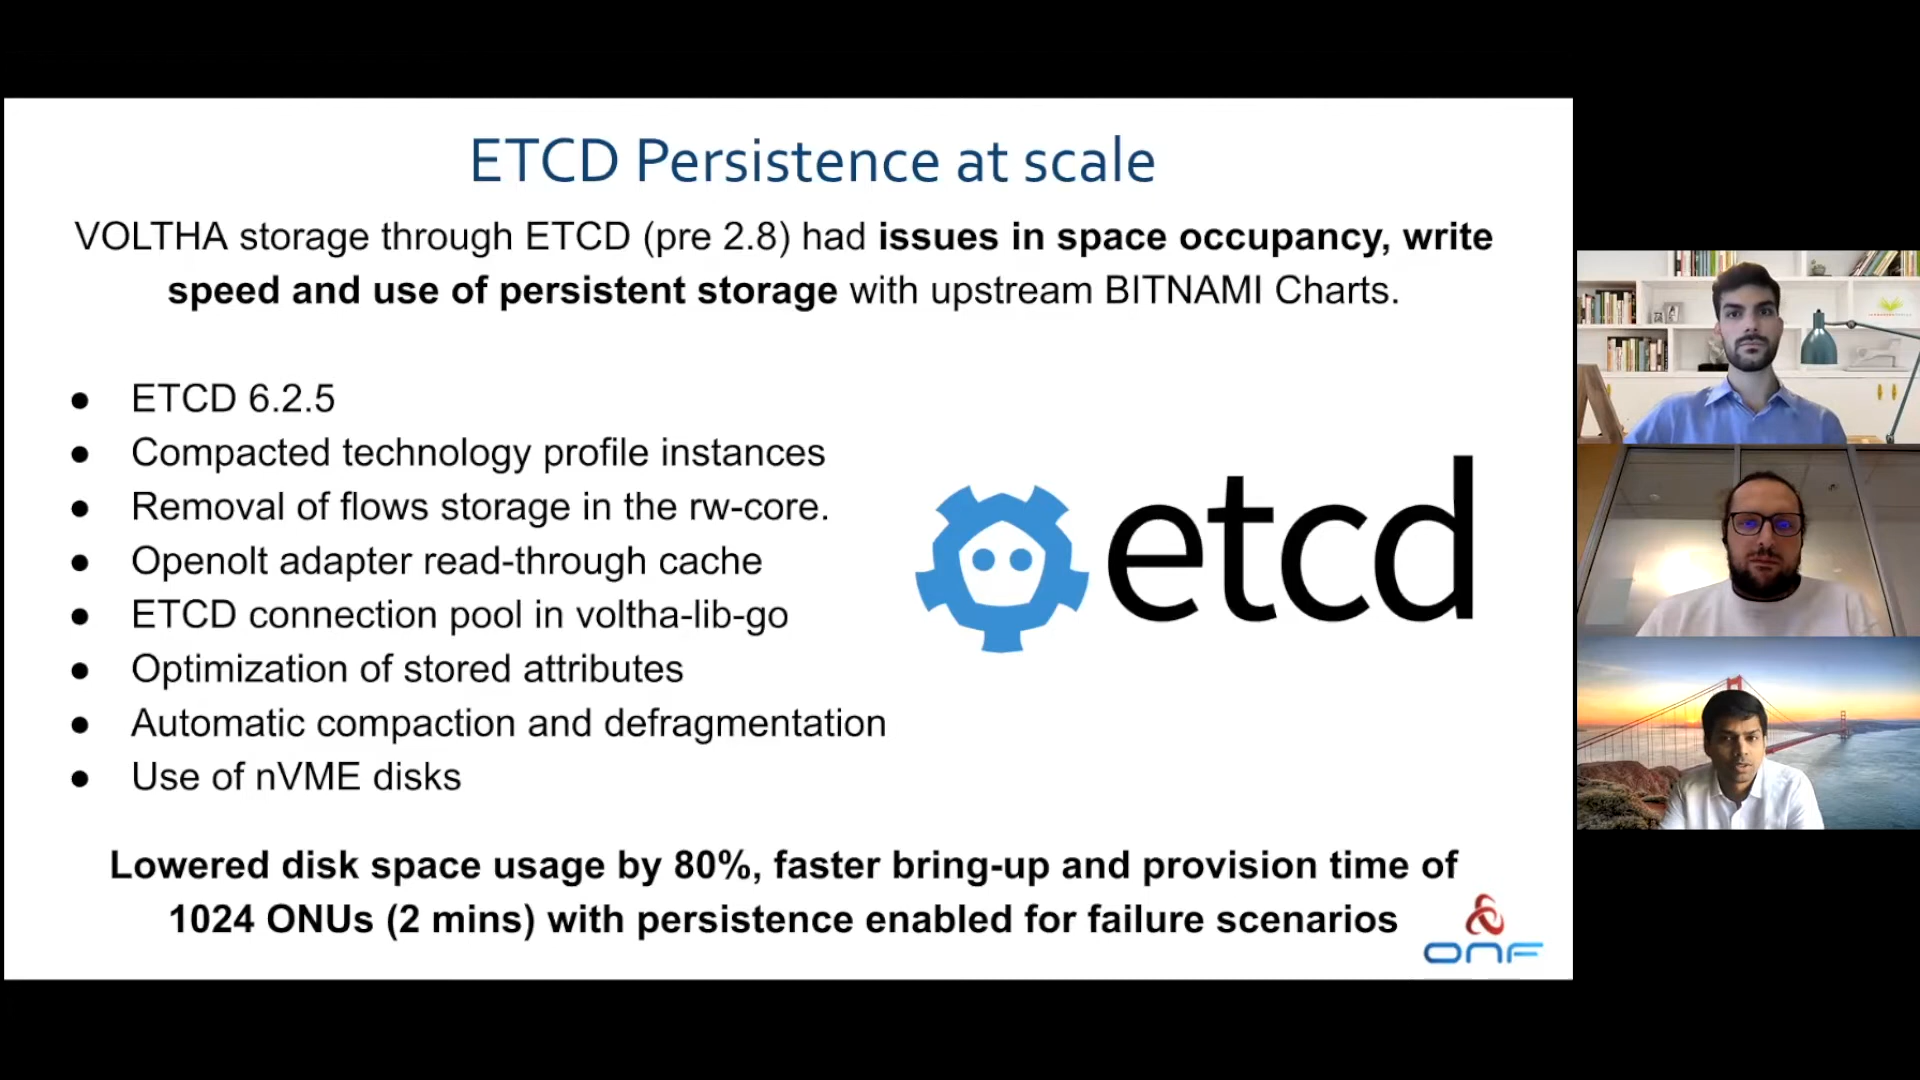 ETCD Persistence at scale
VOLTHA storage through ETCD (pre 2.8) had issues in space occupancy, write
speed and use of persistent storage with upstream BITNAMI Charts.
● ETCD 6.2.5
● Compacted technology profile instances
● Removal of flows storage in the rw-core.
● Openolt adapter read-through cache
● ETCD connection pool in voltha-lib-go
● Optimization of stored attributes
● Automatic compaction and defragmentation
● Use of nVME disks
etcd
Lowered disk space usage by 80%, faster bring-up and provision time of
1024 ONUs (2 mins) with persistence enabled for failure scenarios
ONF